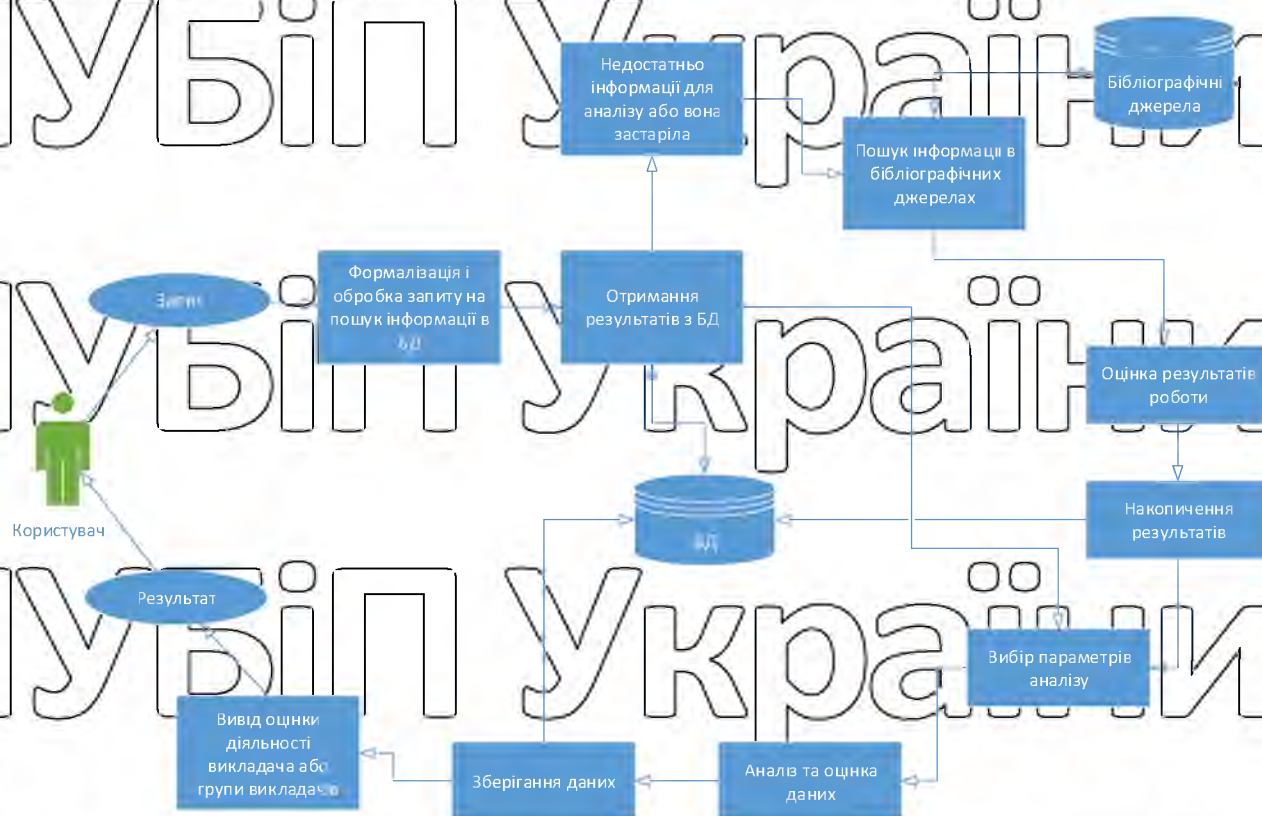 НУБіП України
Недостатньо
інформації для
аналізу або вона
застаріла
Бібліографічні
джерела
Пошук інформації в
бібліографічних
джерелах
НУБіП України
Запит
Формалізація і
обробка запиту на
пошук інформації в
БД
Отримання
результатів з БД
Оцінка результатів
роботи
Користувач
БД
Накопичення
результатів
НУБіП України
Результат
Вибір параметрів
аналізу
Вивід оцінки
діяльності
викладача або
групи викладачів
Зберігання даних
Аналіз та оцінка
даних